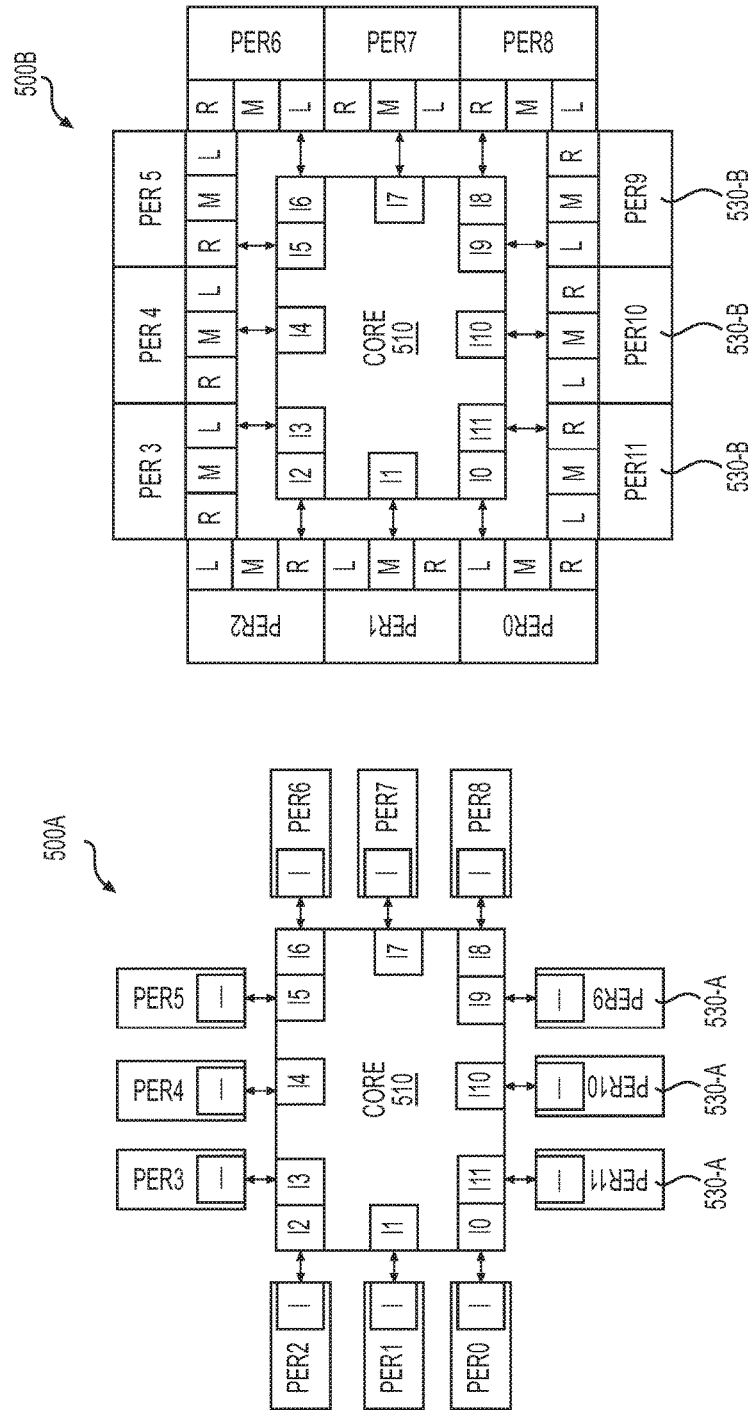 500B
PER6
PER7
PER8
R
M
L
R
M
L
R
M
L
PER 5
PER 4
PER 3
L
M
R
L
M
R
L
M
R
I6
I7
I8
I5
I9
I4
CORE
510
I10
I3
I11
I2
I1
I0
R
M
L
R
M
L
R
M
L
PER9
PER10
PER11
530-B
530-B
530-B
L
M
R
L
M
R
L
M
R
PER2
PER1
PER0
500A
PER6
PER7
PER8
I
I
I
PER5
I
PER4
I
PER3
I
I6
I7
I8
I5
I9
I4
CORE
510
I10
I3
I11
I2
I1
I0
I
PER9
I
PER10
I
PER11
530-A
530-A
530-A
I
I
I
PER2
PER1
PER0